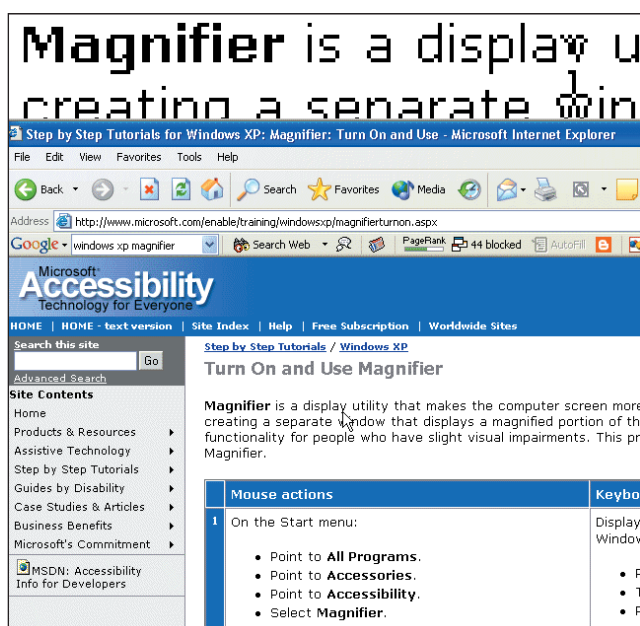 Magnifier is a display u
creating a separate win
Step by Step Tutorials for Windows XP: Magnifier: Turn On and Use - Microsoft Internet Explorer
File Edit View Favorites Tools Help
Back Search Favorites Media
Address http://www.microsoft.com/enable/training/windowsxp/magnifierturnon.aspx
Google windows xp magnifier Search Web PageRank 44 blocked AutoFill
Microsoft
Accessibility
Technology for Everyone
HOME | HOME - text version | Site Index | Help | Free Subscription | Worldwide Sites
Search this site
Go
Advanced Search
Site Contents
Home
Products & Resources
Assistive Technology
Step by Step Tutorials
Guides by Disability
Case Studies & Articles
Business Benefits
Microsoft's Commitment
MSDN: Accessibility
Info for Developers
Step by Step Tutorials / Windows XP
Turn On and Use Magnifier
Magnifier is a display utility that makes the computer screen more
creating a separate window that displays a magnified portion of th
functionality for people who have slight visual impairments. This pr
Magnifier.
Mouse actions
1 On the Start menu:
• Point to All Programs.
• Point to Accessories.
• Point to Accessibility.
• Select Magnifier.
Keybo
Display
Window